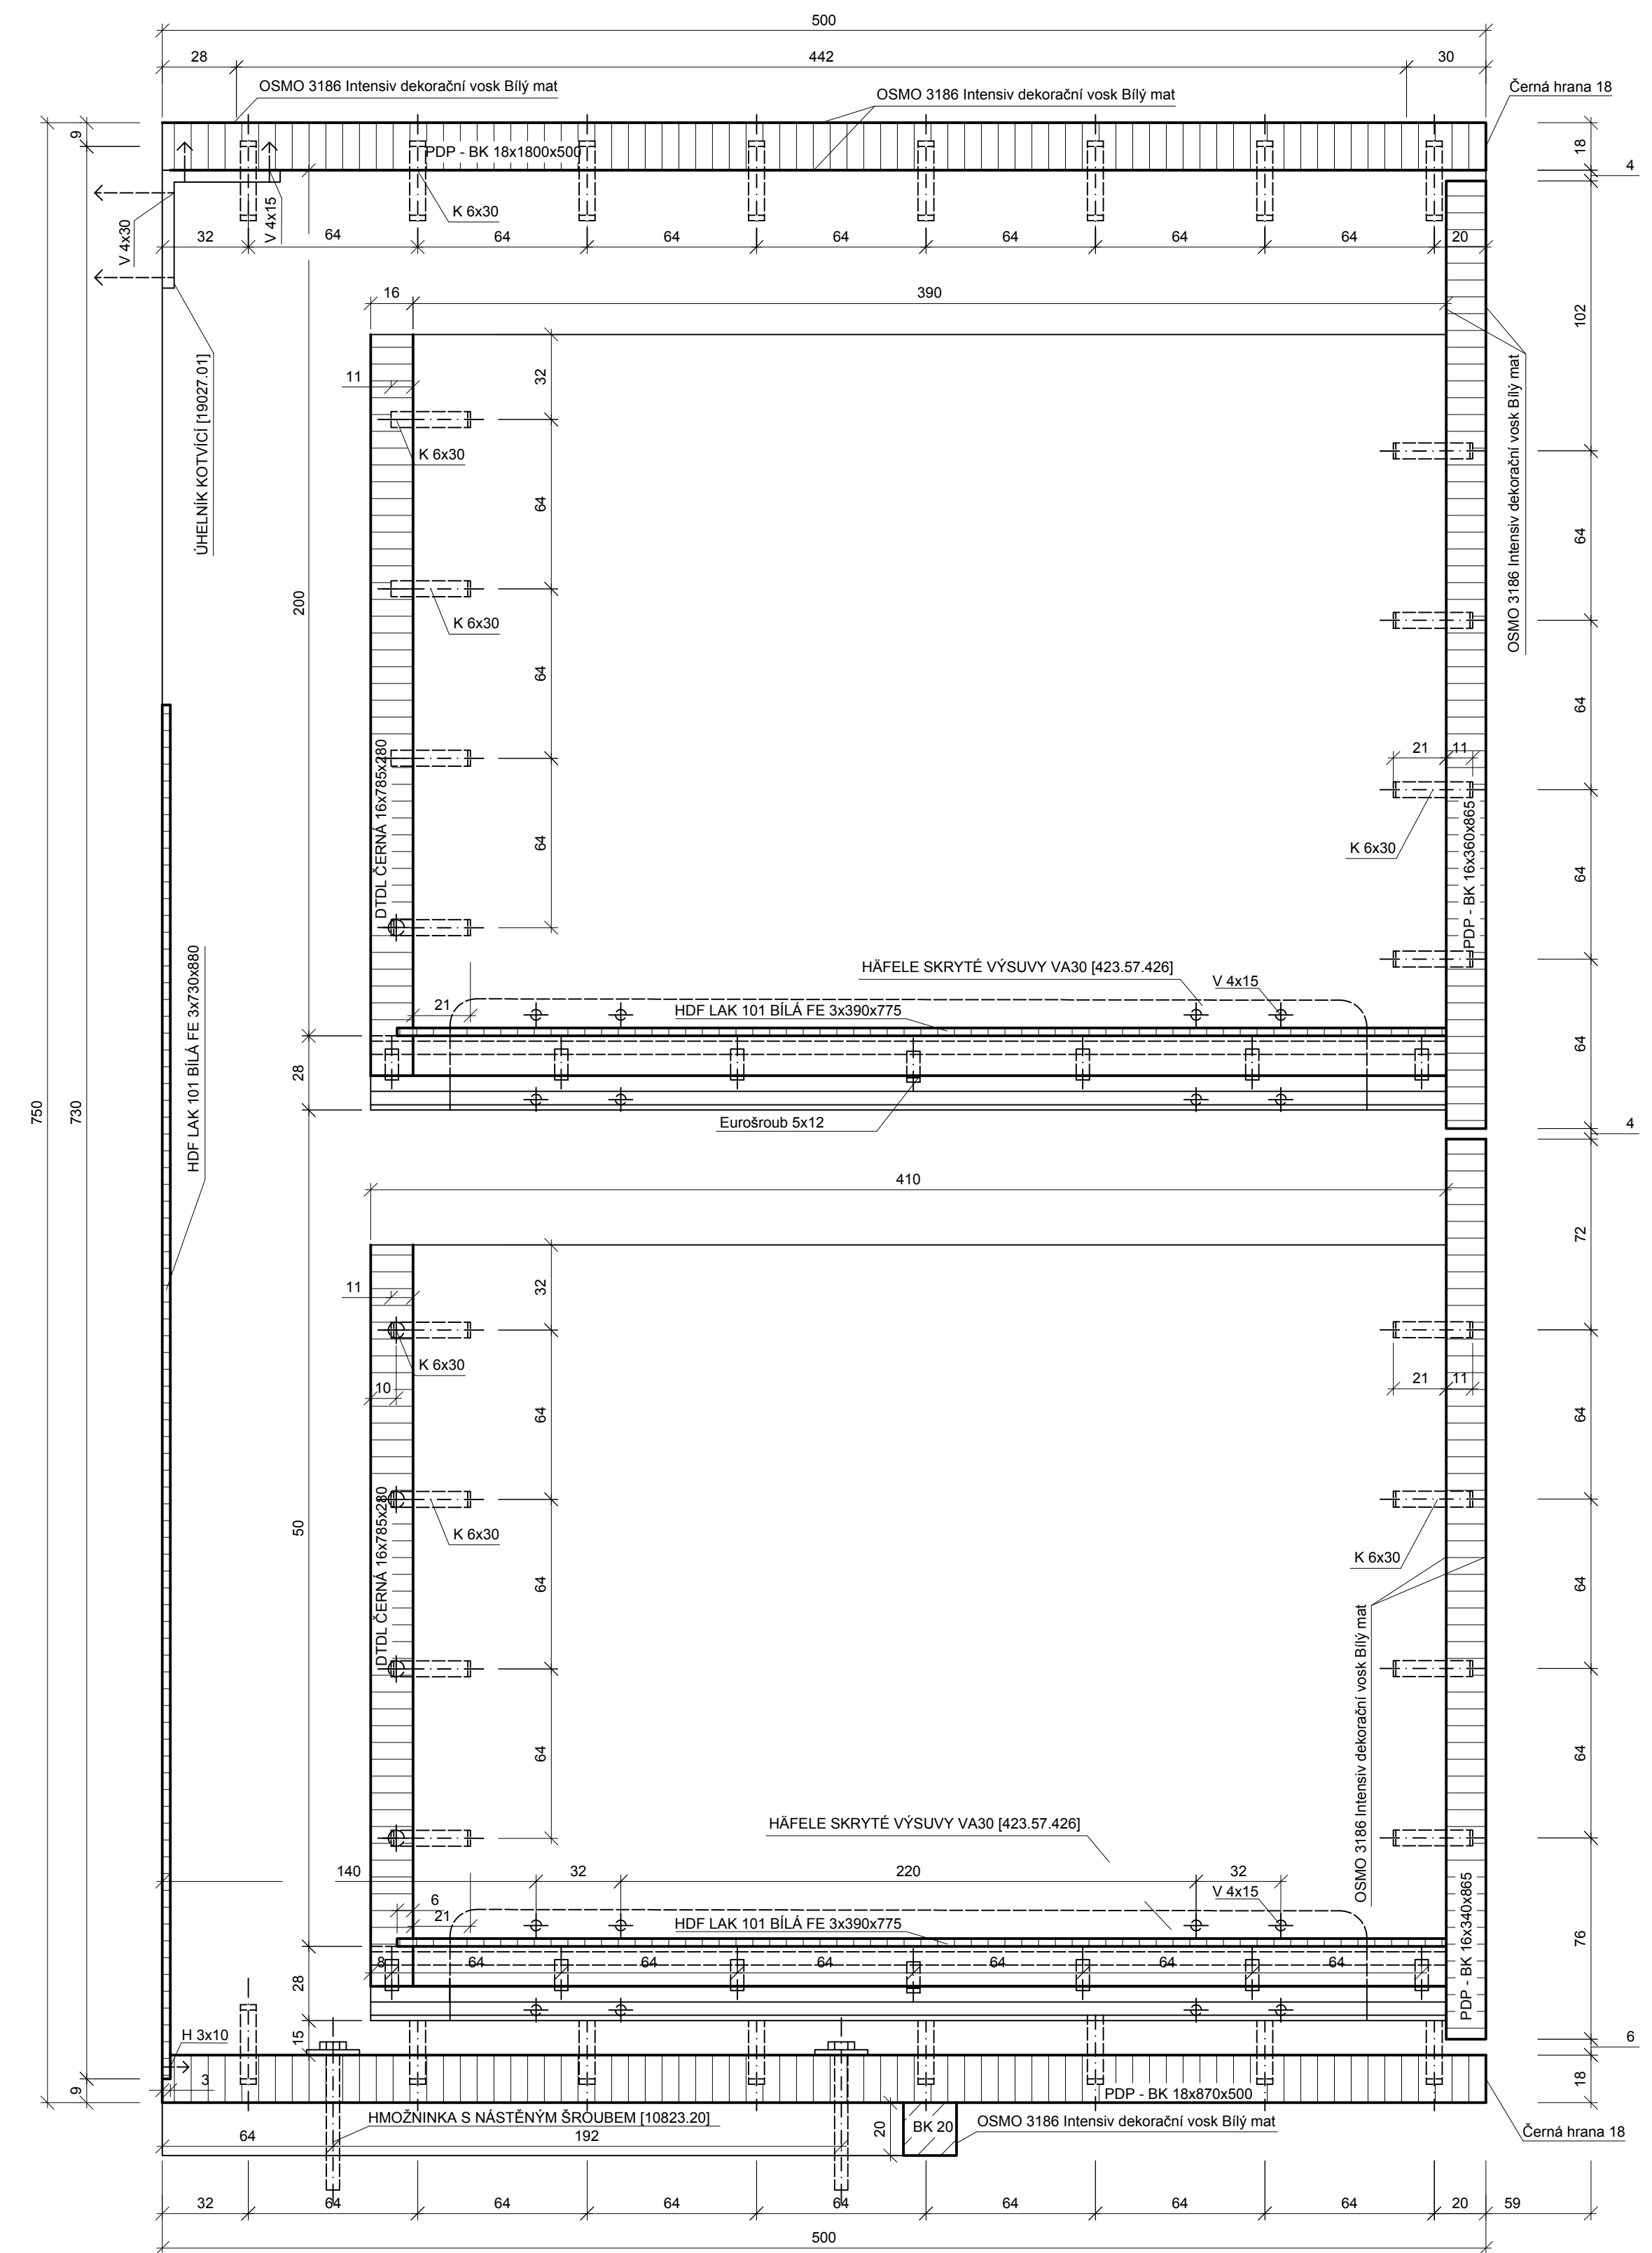 500
28
442
30
OSMO 3186 Intensiv dekorační vosk Bílý mat
OSMO 3186 Intensiv dekorační vosk Bílý mat
Černá hrana 18
9
18
PDP - BK 18x1800x500
4
V 4x30
V 4x15
K 6x30
32
64
64
64
64
64
64
64
20
16
390
102
ÚHELNÍK KOTVÍCÍ [19027.01]
11
32
OSMO 3186 Intensiv dekorační vosk Bílý mat
K 6x30
64
64
200
K 6x30
64
64
DTDL ČERNÁ 16x785x280
21
11
64
64
K 6x30
PDP - BK 16x360x865
HDF LAK 101 BÍLÁ FE 3x730x880
HÄFELE SKRYTÉ VÝSUVY VA30 [423.57.426]
V 4x15
21
HDF LAK 101 BÍLÁ FE 3x390x775
64
28
750
730
Eurošroub 5x12
4
410
72
11
32
K 6x30
10
21
11
64
64
50
K 6x30
K 6x30
DTDL ČERNÁ 16x785x280
64
64
OSMO 3186 Intensiv dekorační vosk Bílý mat
64
64
HÄFELE SKRYTÉ VÝSUVY VA30 [423.57.426]
140
32
220
32
V 4x15
6
21
HDF LAK 101 BÍLÁ FE 3x390x775
PDP - BK 16x340x865
76
8
64
64
64
64
64
64
28
15
H 3x10
6
3
9
PDP - BK 18x870x500
18
HMOŽNINKA S NÁSTĚNÝM ŠROUBEM [10823.20]
20
BK 20
OSMO 3186 Intensiv dekorační vosk Bílý mat
Černá hrana 18
64
192
32
64
64
64
64
64
64
64
20
59
500